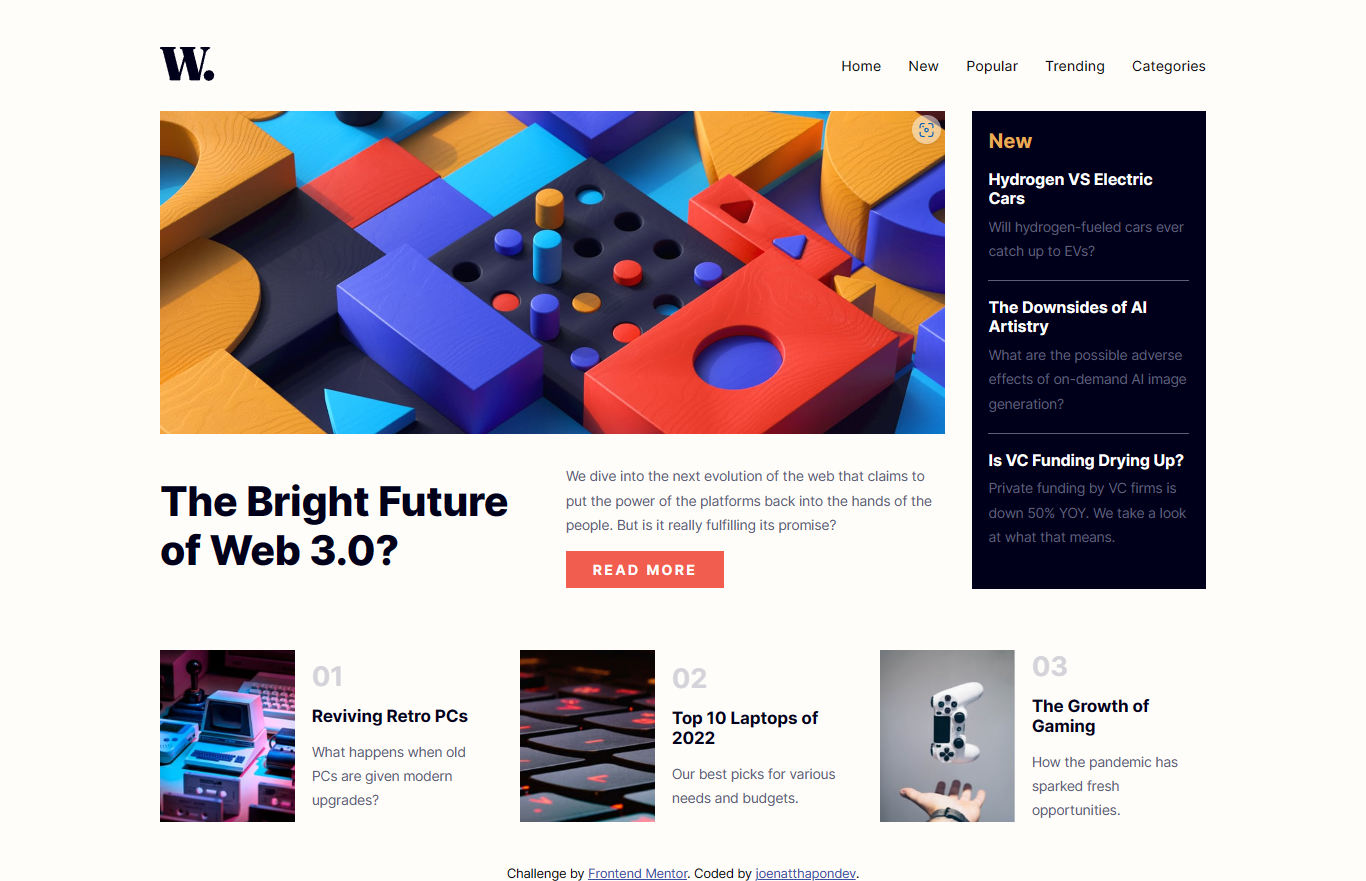 W.
Home New Popular Trending Categories
New
Hydrogen VS Electric
Cars
Will hydrogen-fueled cars ever
catch up to EVs?
The Downsides of AI
Artistry
What are the possible adverse
effects of on-demand AI image
generation?
Is VC Funding Drying Up?
Private funding by VC firms is
down 50% YOY. We take a look
at what that means.
The Bright Future
of Web 3.0?
We dive into the next evolution of the web that claims to
put the power of the platforms back into the hands of the
people. But is it really fulfilling its promise?
READ MORE
01
Reviving Retro PCs
What happens when old
PCs are given modern
upgrades?
02
Top 10 Laptops of
2022
Our best picks for various
needs and budgets.
03
The Growth of
Gaming
How the pandemic has
sparked fresh
opportunities.
Challenge by Frontend Mentor. Coded by joenatthapondev.